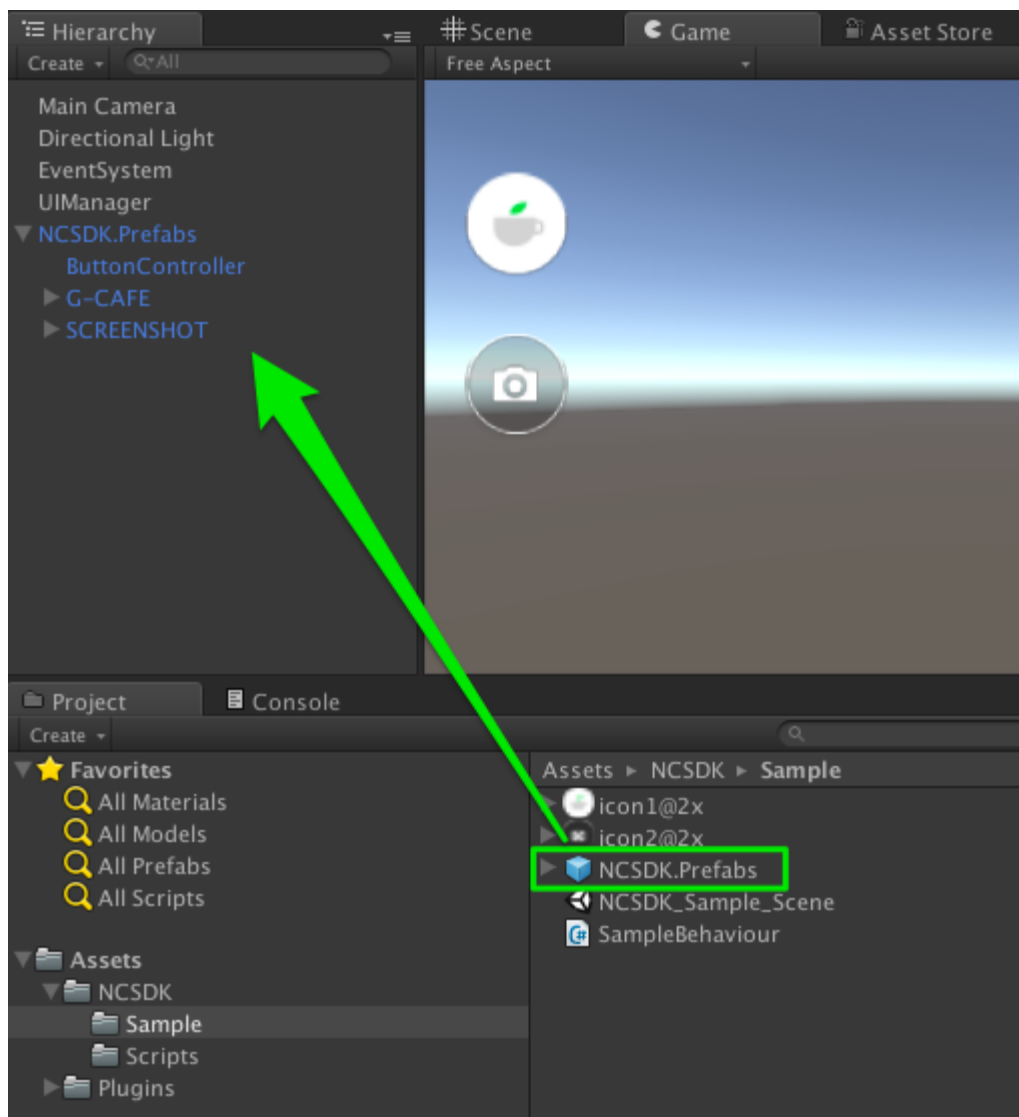 Hierarchy
Create
All
Main Camera
Directional Light
EventSystem
UIManager
NCSDK.Prefabs
ButtonController
G-CAFE
SCREENSHOT
Scene
Game
Asset Store
Free Aspect
Project
Console
Create
Favorites
All Materials
All Models
All Prefabs
All Scripts
Assets
NCSDK
Sample
Scripts
Plugins
Assets ▸ NCSDK ▸ Sample
icon1@2x
icon2@2x
NCSDK.Prefabs
NCSDK_Sample_Scene
C# SampleBehaviour